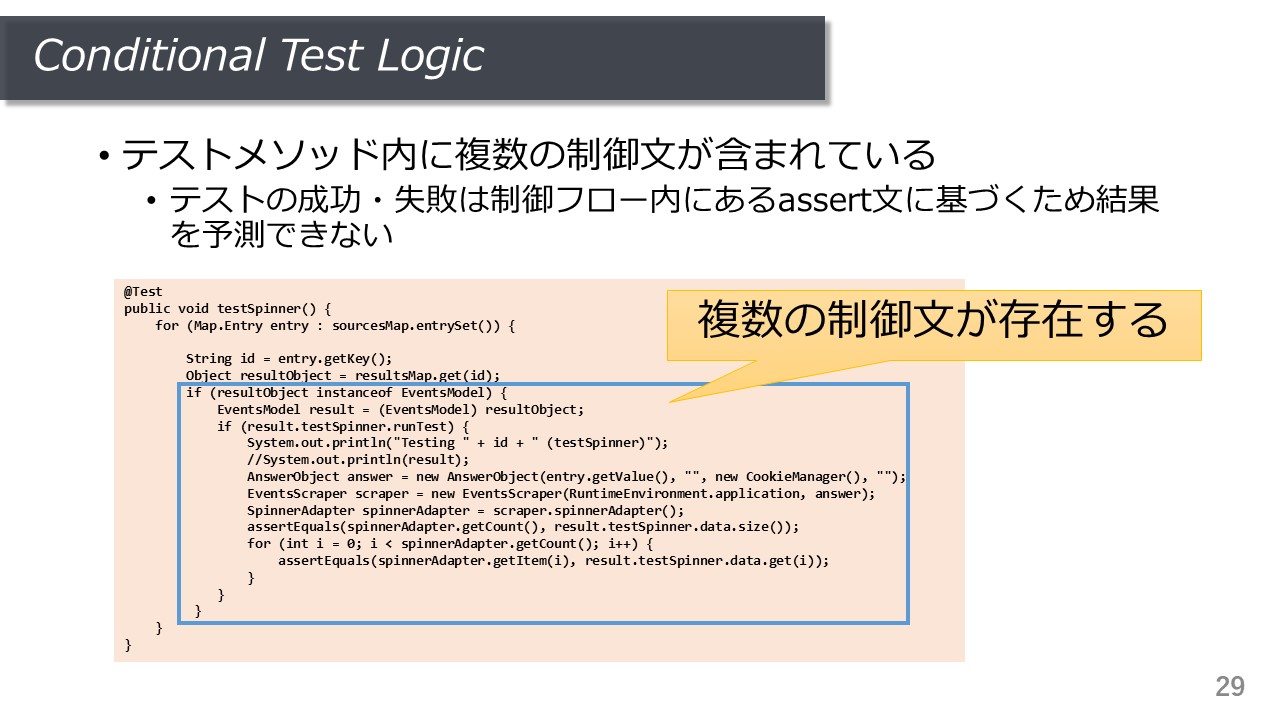 Conditional Test Logic
• テストメソッド内に複数の制御文が含まれている
• テストの成功・失敗は制御フロー内にあるassert文に基づくため結果
を予測できない
複数の制御文が存在する
@Test
public void testSpinner() {
    for (Map.Entry entry : sourcesMap.entrySet()) {
        String id = entry.getKey();
        Object resultObject = resultsMap.get(id);
        if (resultObject instanceof EventsModel) {
            EventsModel result = (EventsModel) resultObject;
            if (result.testSpinner.runTest) {
                System.out.println("Testing " + id + " (testSpinner)");
                //System.out.println(result);
                AnswerObject answer = new AnswerObject(entry.getValue(), "", new CookieManager(), "");
                EventsScraper scraper = new EventsScraper(RuntimeEnvironment.application, answer);
                SpinnerAdapter spinnerAdapter = scraper.spinnerAdapter();
                assertEquals(spinnerAdapter.getCount(), result.testSpinner.data.size());
                for (int i = 0; i < spinnerAdapter.getCount(); i++) {
                    assertEquals(spinnerAdapter.getItem(i), result.testSpinner.data.get(i));
                }
            }
        }
    }
}
29